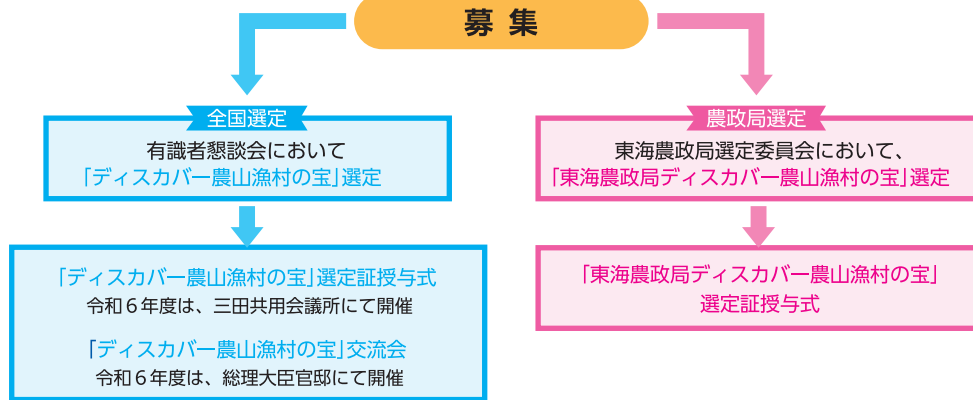 募集
全国選定
有識者懇談会において
「ディスカバー農山漁村の宝」選定
「ディスカバー農山漁村の宝」選定証授与式
令和６年度は、三田共用会議所にて開催
「ディスカバー農山漁村の宝」交流会
令和６年度は、総理大臣官邸にて開催
農政局選定
東海農政局選定委員会において、
「東海農政局ディスカバー農山漁村の宝」選定
「東海農政局ディスカバー農山漁村の宝」
選定証授与式